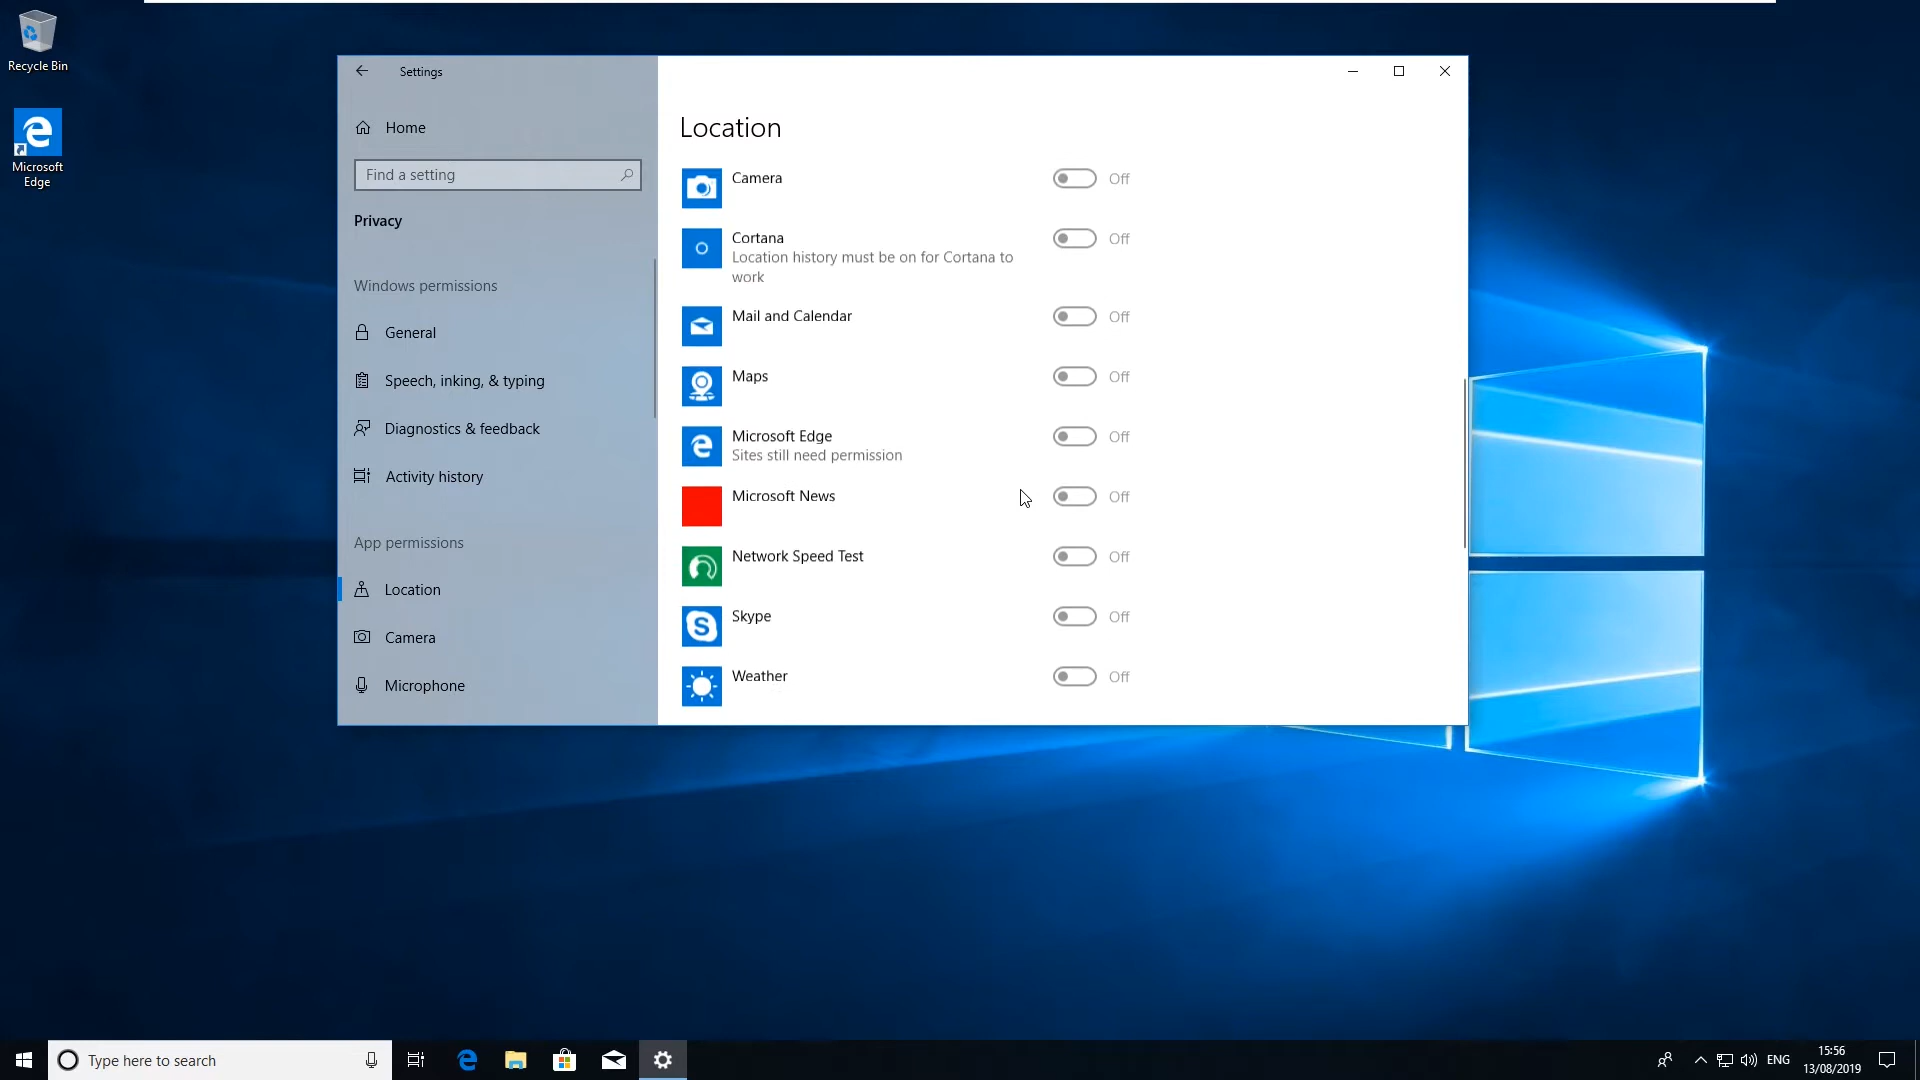 Recycle Bin
Microsoft
Edge
Settings
Home
Find a setting
Privacy
Windows permissions
General
Speech, inking, & typing
Diagnostics & feedback
Activity history
App permissions
Location
Camera
Microphone
Location
Camera
Off
Cortana
Off
Location history must be on for Cortana to
work
Mail and Calendar
Off
Maps
Off
Microsoft Edge
Off
Sites still need permission
Microsoft News
Off
Network Speed Test
Off
Skype
Off
Weather
Off
Type here to search
ENG
15:56
13/08/2019